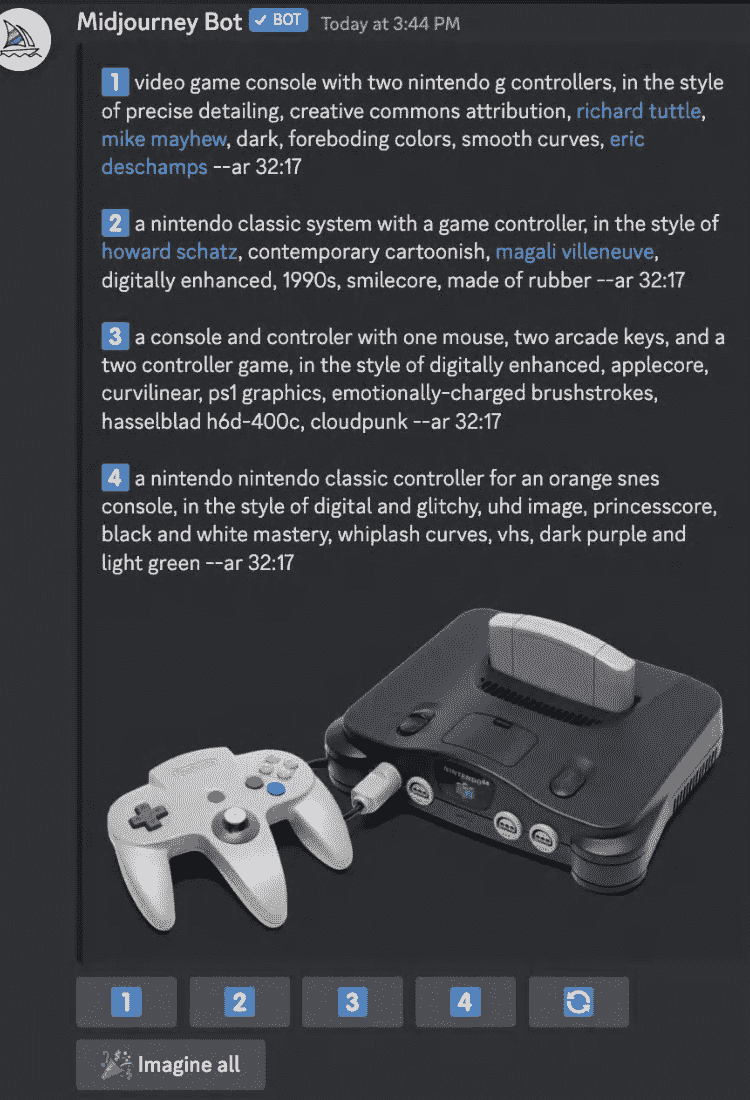 Midjourney Bot ✓ BOT Today at 3:44 PM
1 video game console with two nintendo g controllers, in the style
of precise detailing, creative commons attribution, richard tuttle,
mike mayhew, dark, foreboding colors, smooth curves, eric
deschamps --ar 32:17
2 a nintendo classic system with a game controller, in the style of
howard schatz, contemporary cartoonish, magali villeneuve,
digitally enhanced, 1990s, smilecore, made of rubber --ar 32:17
3 a console and controler with one mouse, two arcade keys, and a
two controller game, in the style of digitally enhanced, applecore,
curvilinear, ps1 graphics, emotionally-charged brushstrokes,
hasselblad h6d-400c, cloudpunk --ar 32:17
4 a nintendo nintendo classic controller for an orange snes
console, in the style of digital and glitchy, uhd image, princesscore,
black and white mastery, whiplash curves, vhs, dark purple and
light green --ar 32:17
NINTENDO64
1 2 3 4
Imagine all